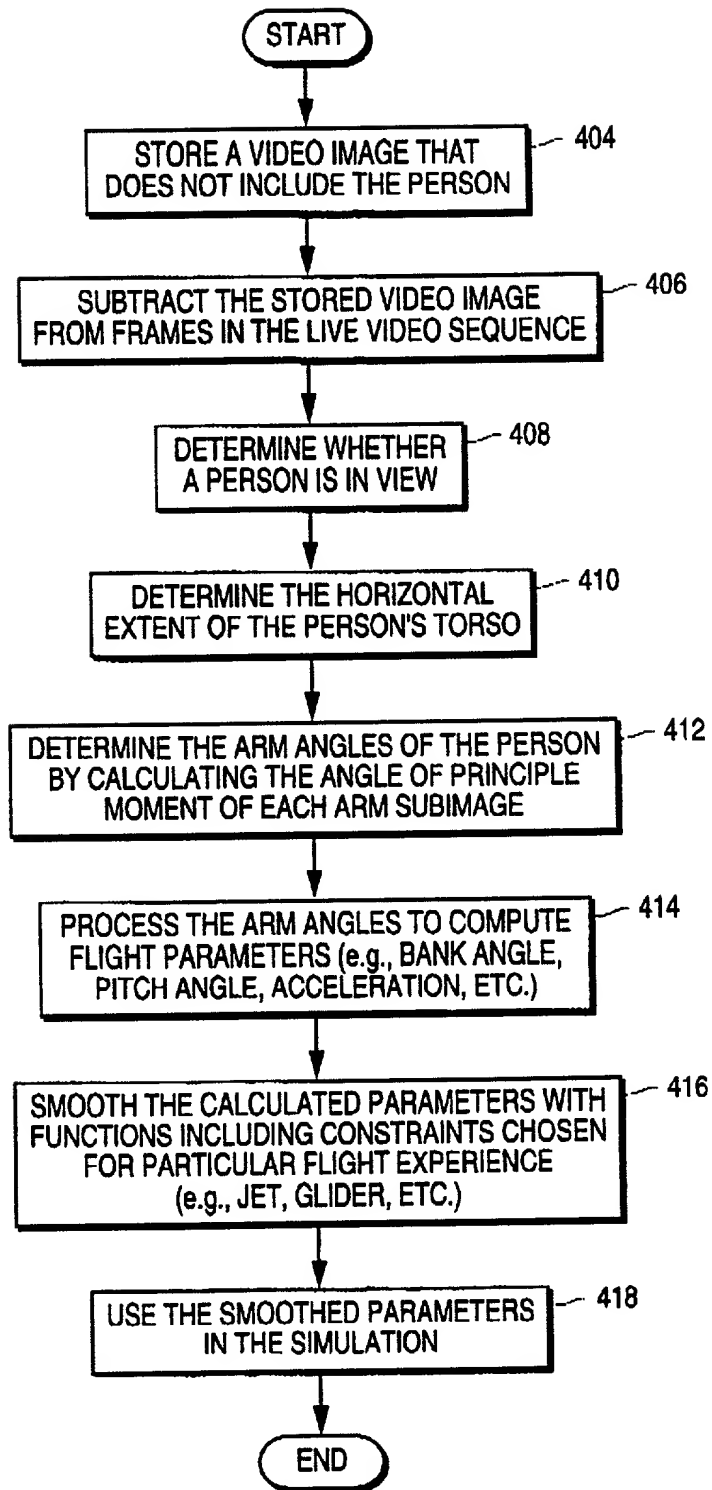 START
404
STORE A VIDEO IMAGE THAT
DOES NOT INCLUDE THE PERSON
406
SUBTRACT THE STORED VIDEO IMAGE
FROM FRAMES IN THE LIVE VIDEO SEQUENCE
408
DETERMINE WHETHER
A PERSON IS IN VIEW
410
DETERMINE THE HORIZONTAL
EXTENT OF THE PERSON'S TORSO
412
DETERMINE THE ARM ANGLES OF THE PERSON
BY CALCULATING THE ANGLE OF PRINCIPLE
MOMENT OF EACH ARM SUBIMAGE
414
PROCESS THE ARM ANGLES TO COMPUTE
FLIGHT PARAMETERS (e.g., BANK ANGLE,
PITCH ANGLE, ACCELERATION, ETC.)
416
SMOOTH THE CALCULATED PARAMETERS WITH
FUNCTIONS INCLUDING CONSTRAINTS CHOSEN
FOR PARTICULAR FLIGHT EXPERIENCE
(e.g., JET, GLIDER, ETC.)
418
USE THE SMOOTHED PARAMETERS
IN THE SIMULATION
END